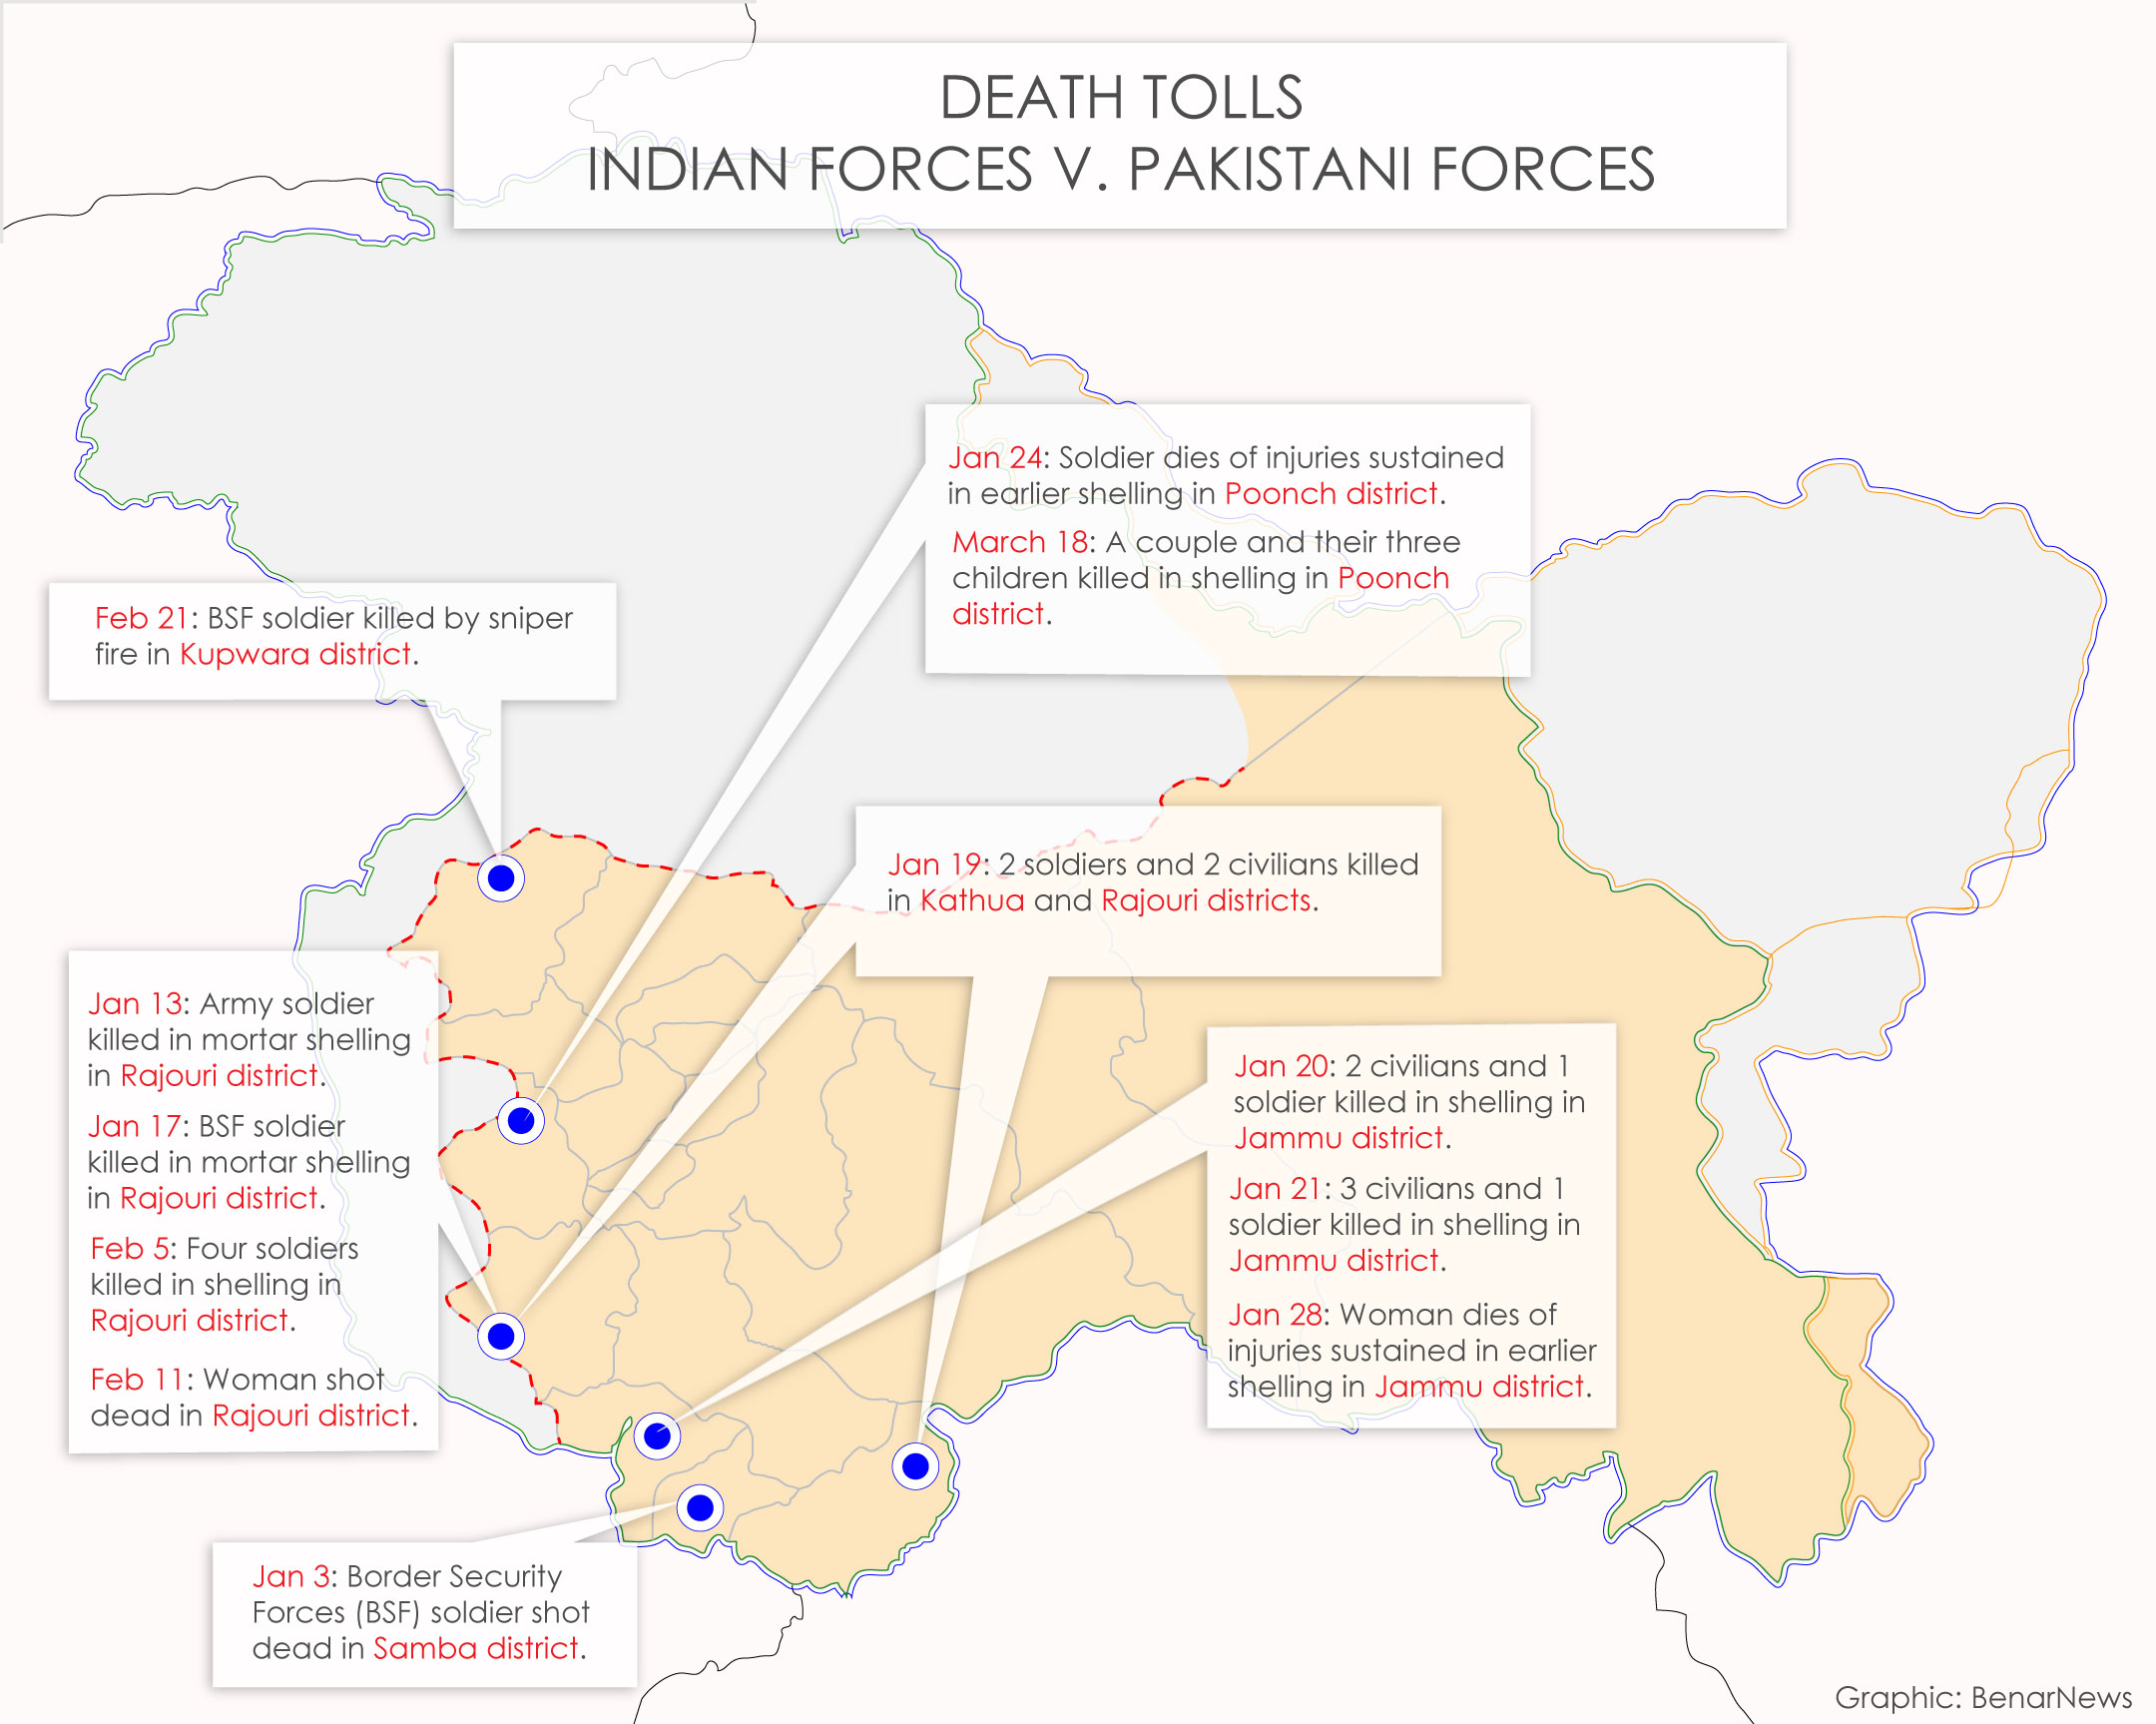 DEATH TOLLS
INDIAN FORCES V. PAKISTANI FORCES
Jan 24: Soldier dies of injuries sustained
in earlier shelling in Poonch district.
March 18: A couple and their three
children killed in shelling in Poonch
district.
Feb 21: BSF soldier killed by sniper
fire in Kupwara district.
Jan 19: 2 soldiers and 2 civilians killed
in Kathua and Rajouri districts.
Jan 13: Army soldier
killed in mortar shelling
in Rajouri district.
Jan 17: BSF soldier
killed in mortar shelling
in Rajouri district.
Feb 5: Four soldiers
killed in shelling in
Rajouri district.
Feb 11: Woman shot
dead in Rajouri district.
Jan 20: 2 civilians and 1
soldier killed in shelling in
Jammu district.
Jan 21: 3 civilians and 1
soldier killed in shelling in
Jammu district.
Jan 28: Woman dies of
injuries sustained in earlier
shelling in Jammu district.
Jan 3: Border Security
Forces (BSF) soldier shot
dead in Samba district.
Graphic: BenarNews